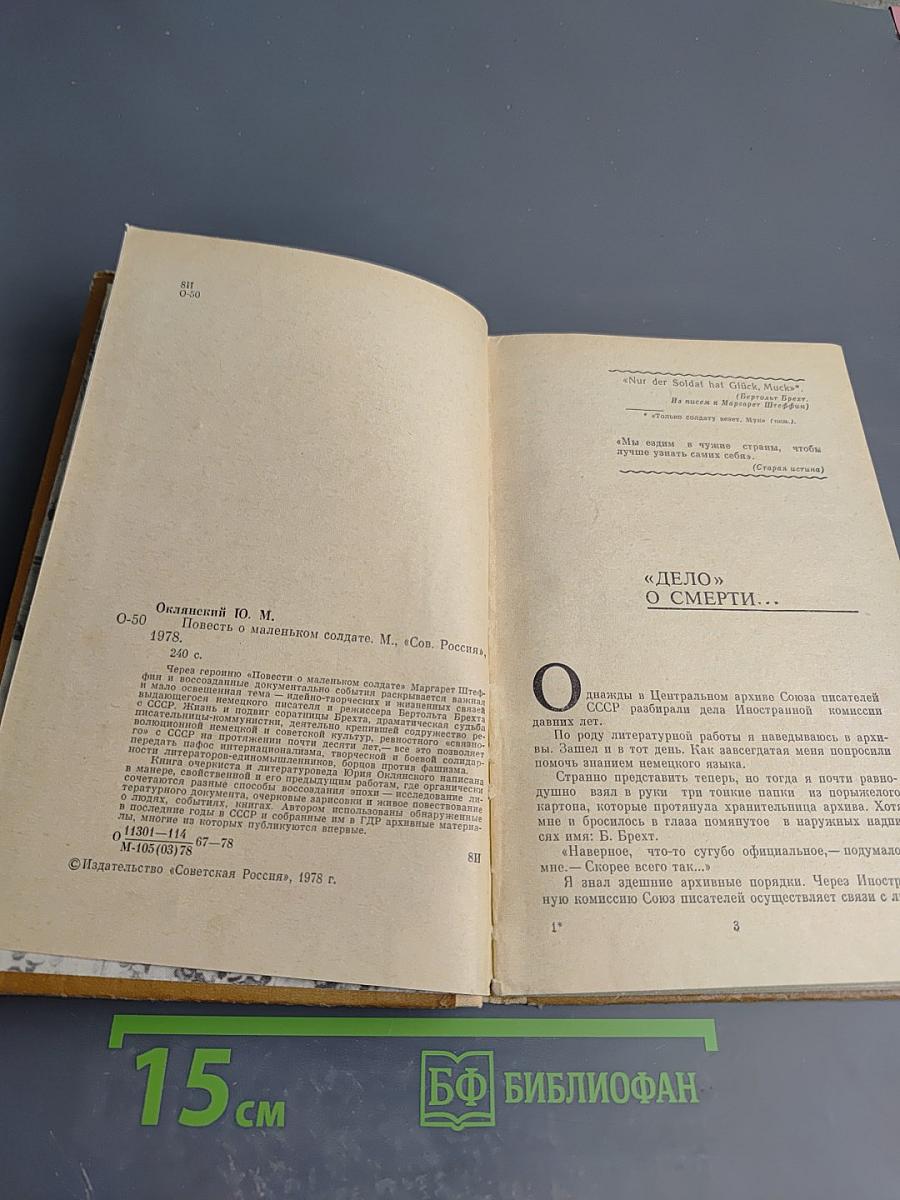 8И
О-50
Оклянский Ю. М.
О-50 Повесть о маленьком солдате. М., «Сов. Россия»,
1978.
240 с.
Через героиню «Повести о маленьком солдате» Маргарет Штеф-
фин и воссозданные документально события раскрывается важная
и мало освещенная тема — идейно-творческих и жизненных связей
выдающегося немецкого писателя и режиссера Бертольта Брехта
с СССР. Жизнь и подвиг соратницы Брехта, драматическая судьба
писательницы-коммунистки, деятельно крепившей содружество ре-
волюционной немецкой и советской культур, ревностного «связно-
го» с СССР на протяжении почти десяти лет,— все это позволяет
передать пафос интернационализма, творческой и боевой солидар-
ности литераторов-единомышленников, борцов против фашизма.
Книга очеркиста и литературоведа Юрия Оклянского написана
в манере, свойственной и его предыдущим работам, где органически
сочетаются разные способы воссоздания эпохи — исследование ли-
тературного документа, очерковые зарисовки и живое повествование
о людях, событиях, книгах. Автором использованы обнаруженные
в последние годы в СССР и собранные им в ГДР архивные материа-
лы, многие из которых публикуются впервые.
О 11301—114
М-105(03)78 67—78
8И
© Издательство «Советская Россия», 1978 г.
«Nur der Soldat hat Glück, Muck»*.
(Бертольт Брехт.
Из писем к Маргарет Штеффин)
* «Только солдату везет, Мук» (нем.).
«Мы ездим в чужие страны, чтобы
лучше узнать самих себя».
(Старая истина)
«ДЕЛО»
О СМЕРТИ...
Однажды в Центральном архиве Союза писателей
СССР разбирали дела Иностранной комиссии
давних лет.
По роду литературной работы я наведываюсь в архи-
вы. Зашел и в тот день. Как завсегдатая меня попросили
помочь знанием немецкого языка.
Странно представить теперь, но тогда я почти равно-
душно взял в руки три тонкие папки из порыжелого
картона, которые протянула хранительница архива. Хотя
мне и бросилось в глаза помянутое в наружных надпи
сях имя: Б. Брехт.
«Наверное, что-то сугубо официальное,— подумало
мне.— Скорее всего так...»
Я знал здешние архивные порядки. Через Иностр
ную комиссию Союз писателей осуществляет связи с л
1*
3
15 см
БФ БИБЛИОФАН